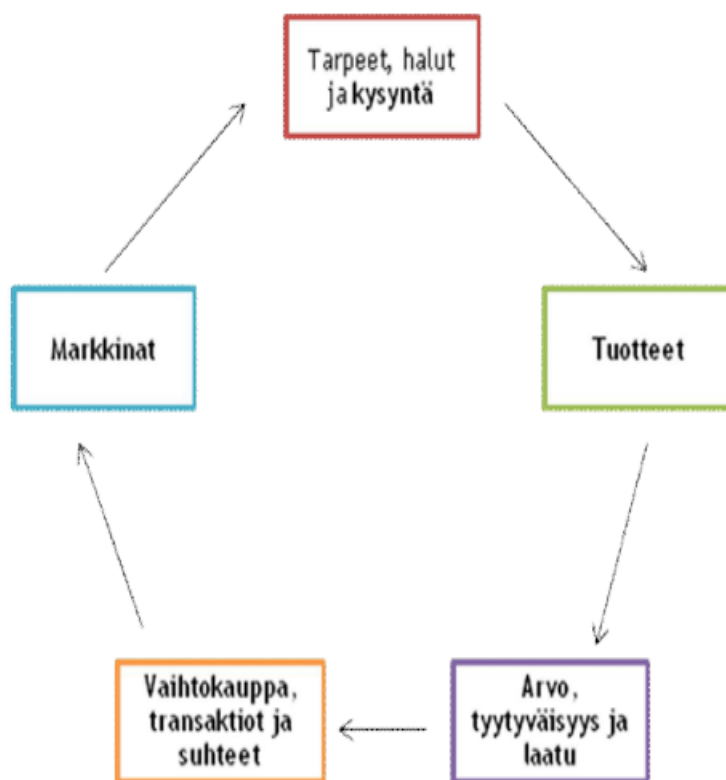 Tarpeet, halut
ja kysyntä
Markkinat
Tuotteet
Vaihtokauppa,
transaktiot ja
suhteet
Arvo,
tyytyväisyys ja
laatu